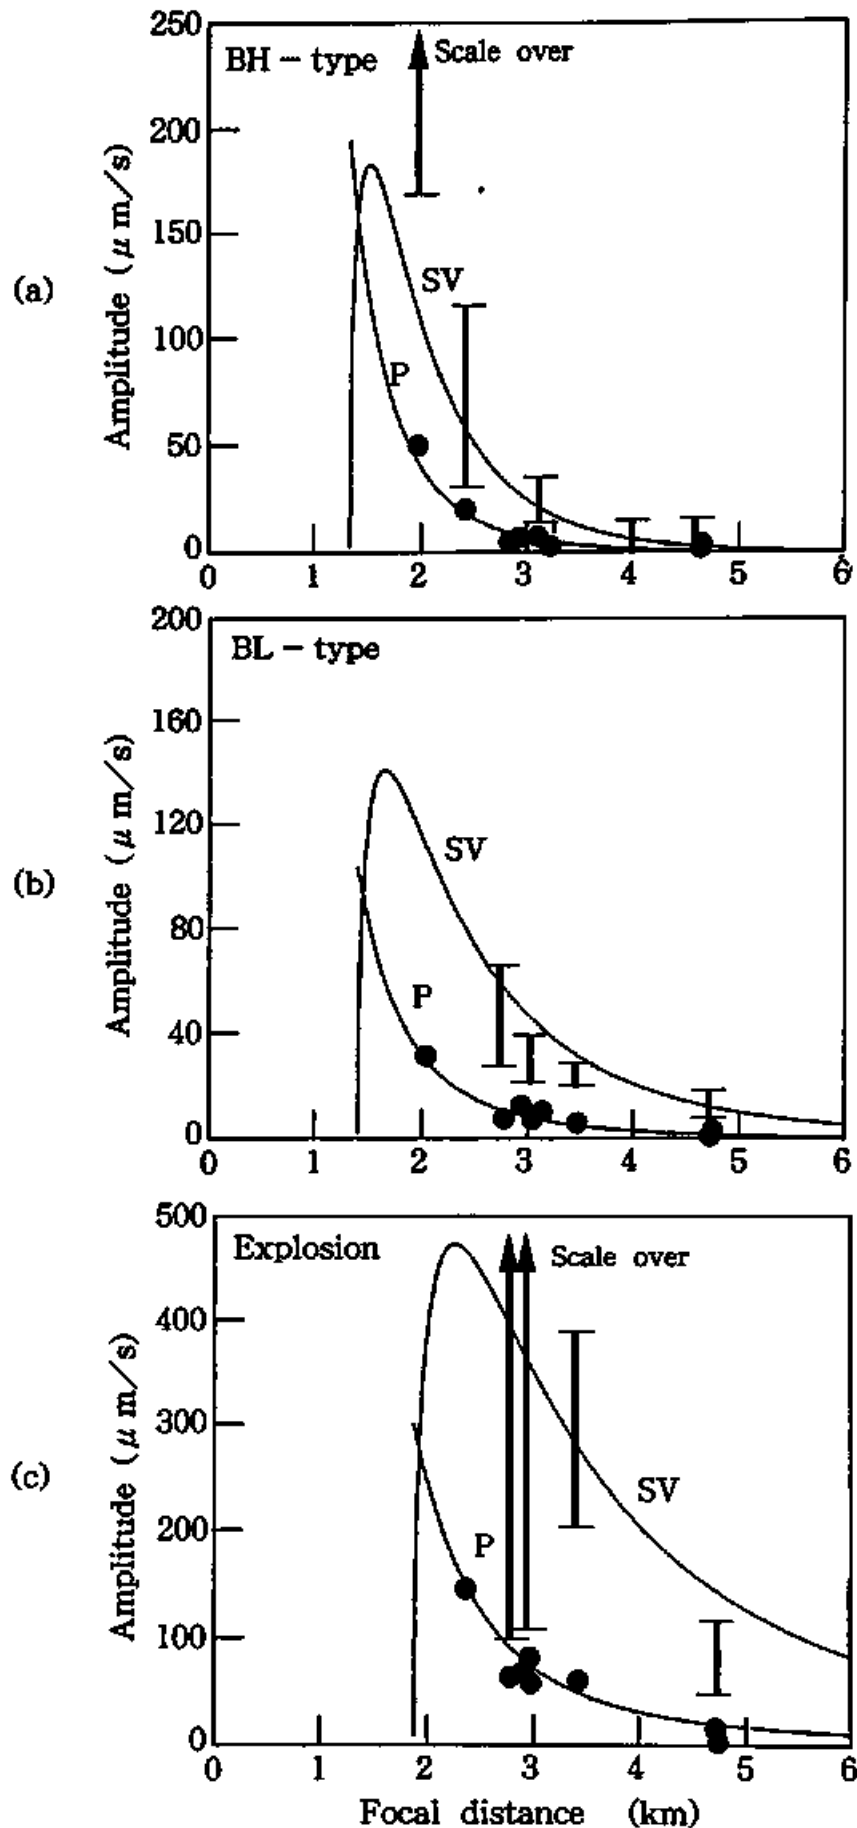 (a)
Amplitude (μ m/s)
250
200
150
100
50
0
BH - type
Scale over
SV
P
0 1 2 3 4 5 6
(b)
Amplitude (μ m/s)
200
160
120
80
40
0
BL - type
SV
P
0 1 2 3 4 5 6
(c)
Amplitude (μ m/s)
500
400
300
200
100
0
Explosion
Scale over
SV
P
0 1 2 3 4 5 6
Focal distance (km)